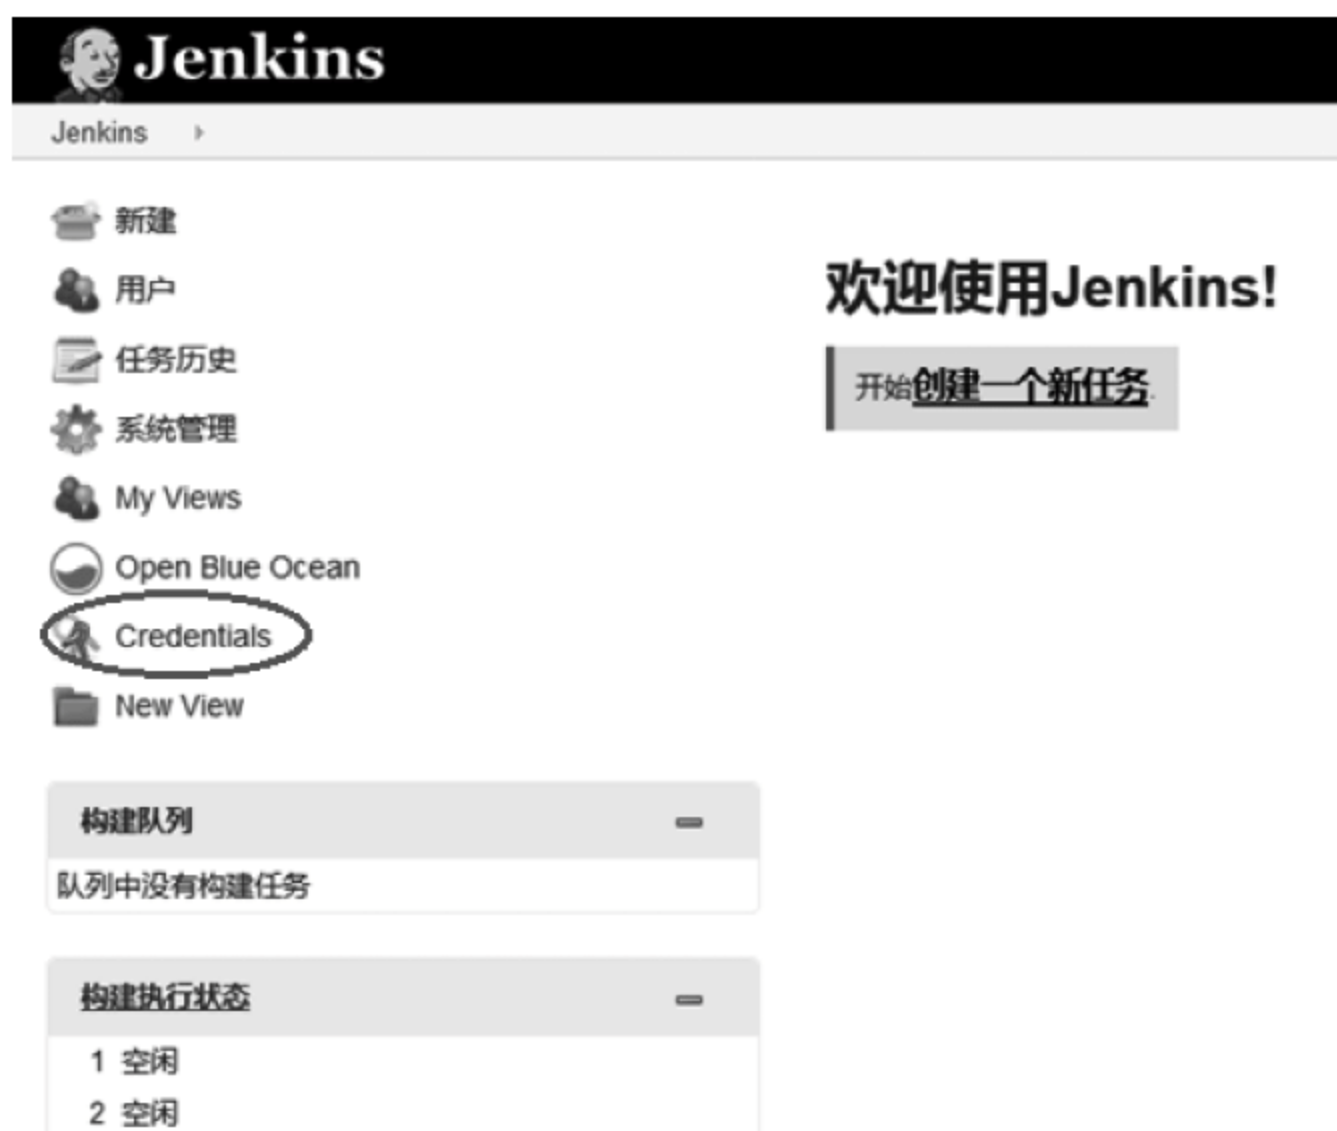 Jenkins
Jenkins
新建
用户
任务历史
系统管理
My Views
Open Blue Ocean
Credentials
New View
构建队列
队列中没有构建任务
构建执行状态
1 空闲
2 空闲
欢迎使用Jenkins!
开始创建一个新任务.